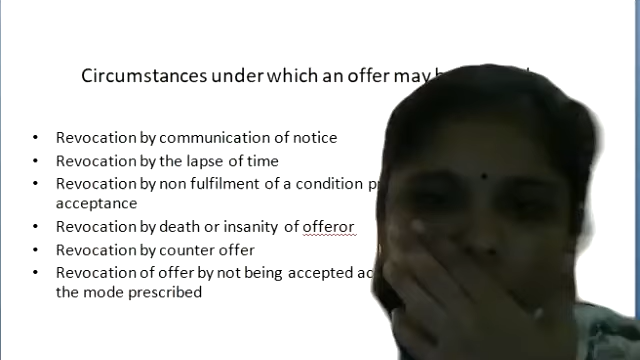 Circumstances under which an offer may
• Revocation by communication of notice
• Revocation by the lapse of time
• Revocation by non fulfilment of a condition
acceptance
• Revocation by death or insanity of offeror
• Revocation by counter offer
• Revocation of offer by not being accepted
the mode prescribed